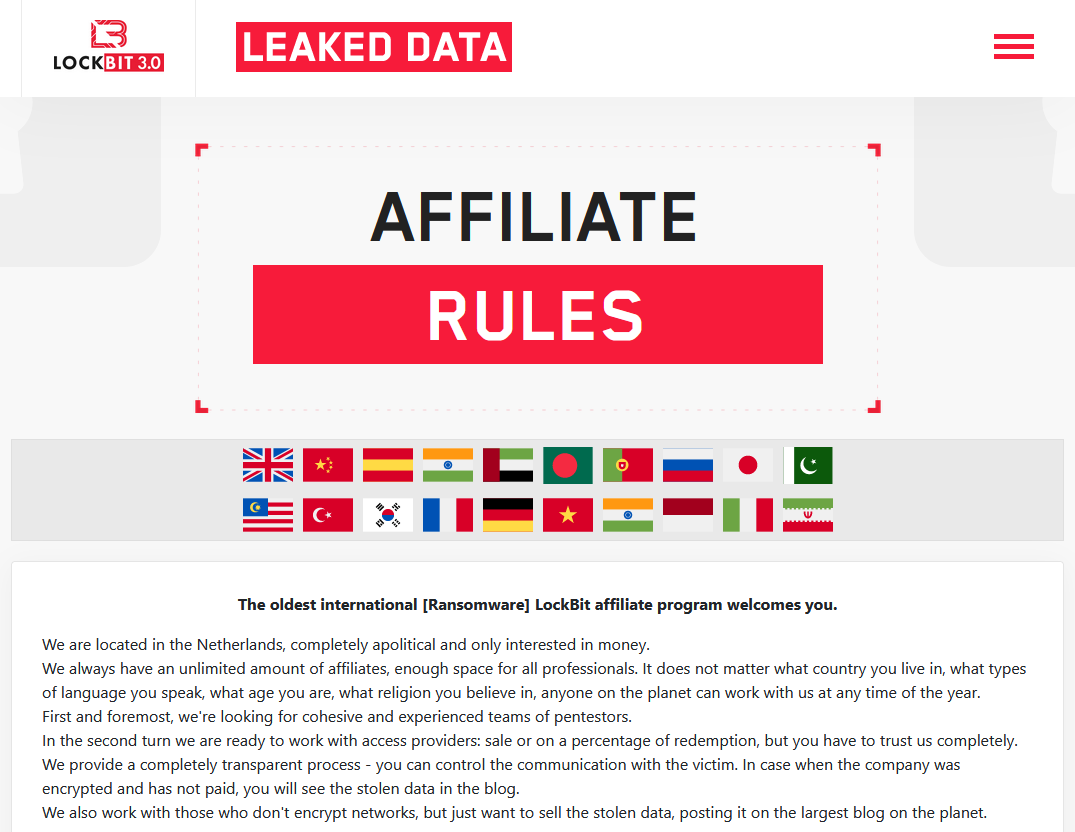 LOCKBIT 3.0
LEAKED DATA
AFFILIATE
RULES
The oldest international [Ransomware] LockBit affiliate program welcomes you.
We are located in the Netherlands, completely apolitical and only interested in money.
We always have an unlimited amount of affiliates, enough space for all professionals. It does not matter what country you live in, what types
of language you speak, what age you are, what religion you believe in, anyone on the planet can work with us at any time of the year.
First and foremost, we're looking for cohesive and experienced teams of pentestors.
In the second turn we are ready to work with access providers: sale or on a percentage of redemption, but you have to trust us completely.
We provide a completely transparent process - you can control the communication with the victim. In case when the company was
encrypted and has not paid, you will see the stolen data in the blog.
We also work with those who don't encrypt networks, but just want to sell the stolen data, posting it on the largest blog on the planet.